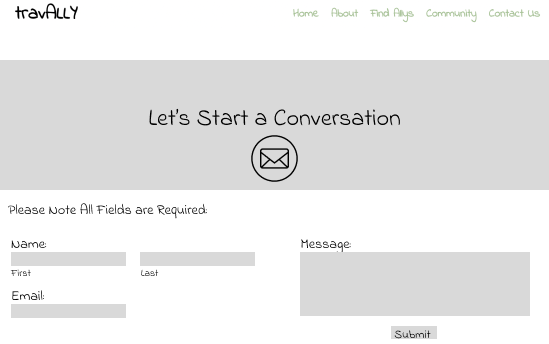 travALLY
Home About Find Allys Community Contact Us
Let's Start a Conversation
Please Note All Fields are Required:
Name:
First Last
Email:
Message:
Submit